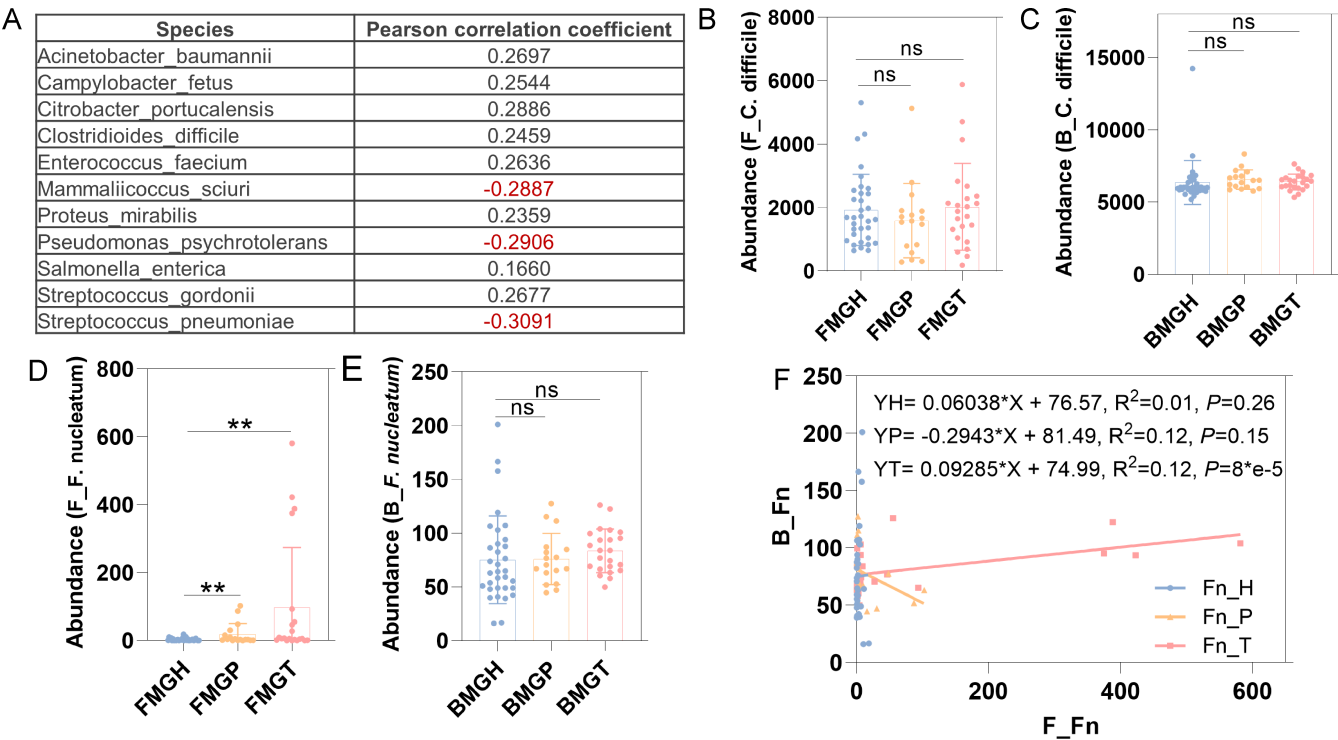 A
Species Pearson correlation coefficient
Acinetobacter_baumannii 0.2697
Campylobacter_fetus 0.2544
Citrobacter_portucalensis 0.2886
Clostridioides_difficile 0.2459
Enterococcus_faecium 0.2636
Mammaliicoccus_sciuri -0.2887
Proteus_mirabilis 0.2359
Pseudomonas_psychrotolerans -0.2906
Salmonella_enterica 0.1660
Streptococcus_gordonii 0.2677
Streptococcus_pneumoniae -0.3091
B
Abundance (F_C. difficile)
8000
6000
4000
2000
0
ns
ns
FMGH
FMGP
FMGT
C
Abundance (B_C. difficile)
15000
10000
5000
0
ns
ns
BMGH
BMGP
BMGT
D
Abundance (F_F. nucleatum)
800
600
400
200
0
**
**
FMGH
FMGP
FMGT
E
Abundance (B_F. nucleatum)
250
200
150
100
50
0
ns
ns
BMGH
BMGP
BMGT
F
B_Fn
250
200
150
100
50
0
YH= 0.06038*X + 76.57, R²=0.01, P=0.26
YP= -0.2943*X + 81.49, R²=0.12, P=0.15
YT= 0.09285*X + 74.99, R²=0.12, P=8*e-5
Fn_H
Fn_P
Fn_T
0 200 400 600
F_Fn